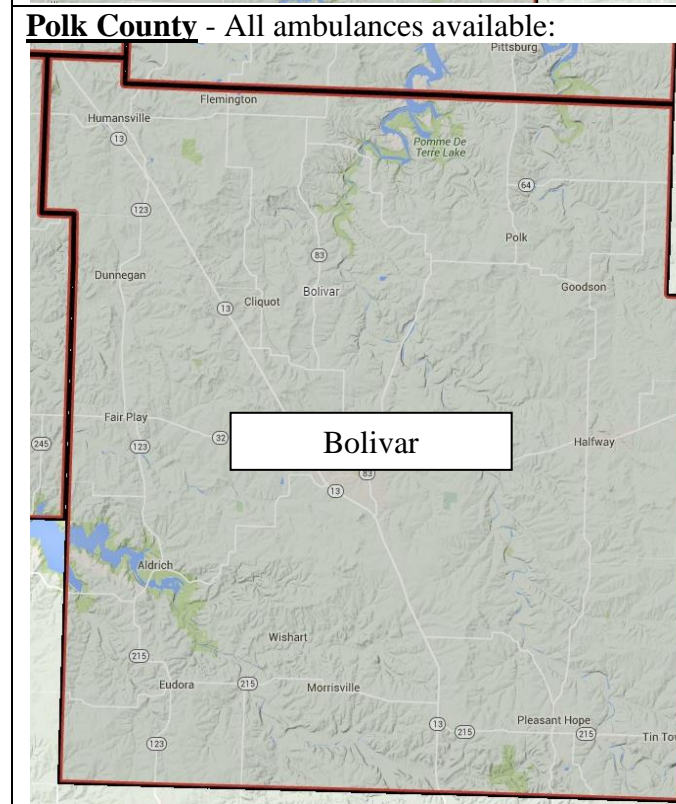 Polk County - All ambulances available:
Pittsburg
Flemington
Humansville
13
Pomme De
Terre Lake
64
123
Polk
83
Dunnegan
Goodson
Bolivar
Cliquot
13
Fair Play
32
Bolivar
Halfway
245
123
83
13
Aldrich
Wishart
215
Eudora
215
Morrisville
13
Pleasant Hope
215
215
Tin Tow
123